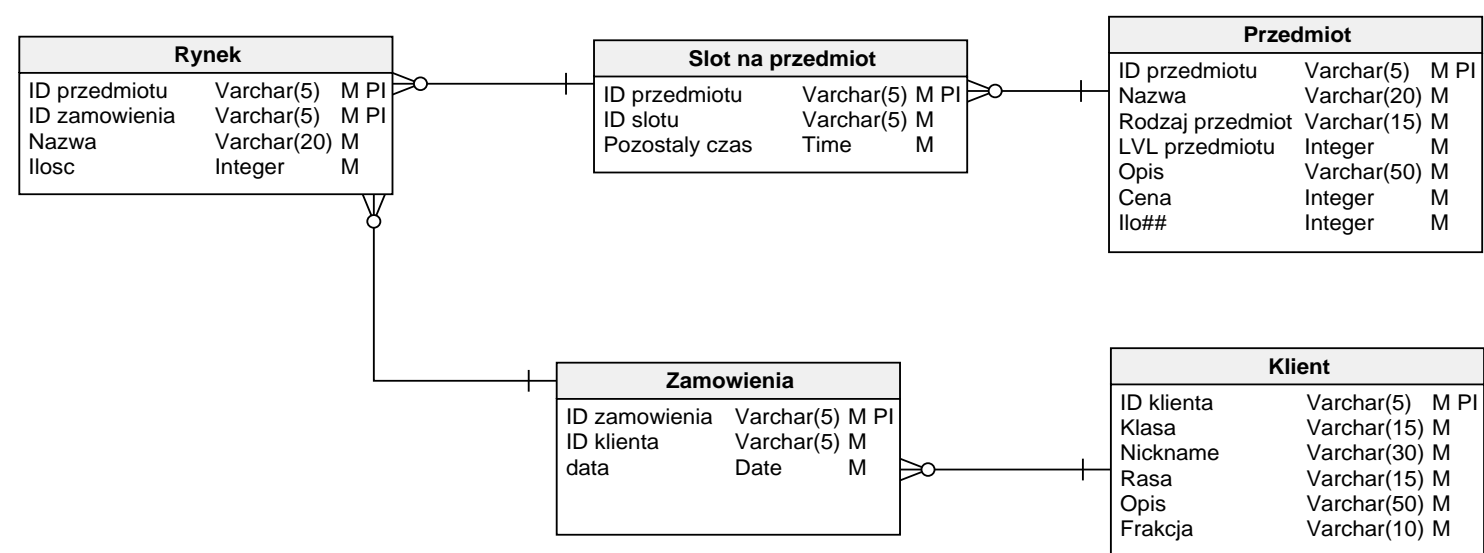 Rynek
ID przedmiotu Varchar(5) M PI
ID zamowienia Varchar(5) M PI
Nazwa Varchar(20) M
Ilosc Integer M
Slot na przedmiot
ID przedmiotu Varchar(5) M PI
ID slotu Varchar(5) M
Pozostaly czas Time M
Przedmiot
ID przedmiotu Varchar(5) M PI
Nazwa Varchar(20) M
Rodzaj przedmiot Varchar(15) M
LVL przedmiotu Integer M
Opis Varchar(50) M
Cena Integer M
Ilo## Integer M
Zamowienia
ID zamowienia Varchar(5) M PI
ID klienta Varchar(5) M
data Date M
Klient
ID klienta Varchar(5) M PI
Klasa Varchar(15) M
Nickname Varchar(30) M
Rasa Varchar(15) M
Opis Varchar(50) M
Frakcja Varchar(10) M